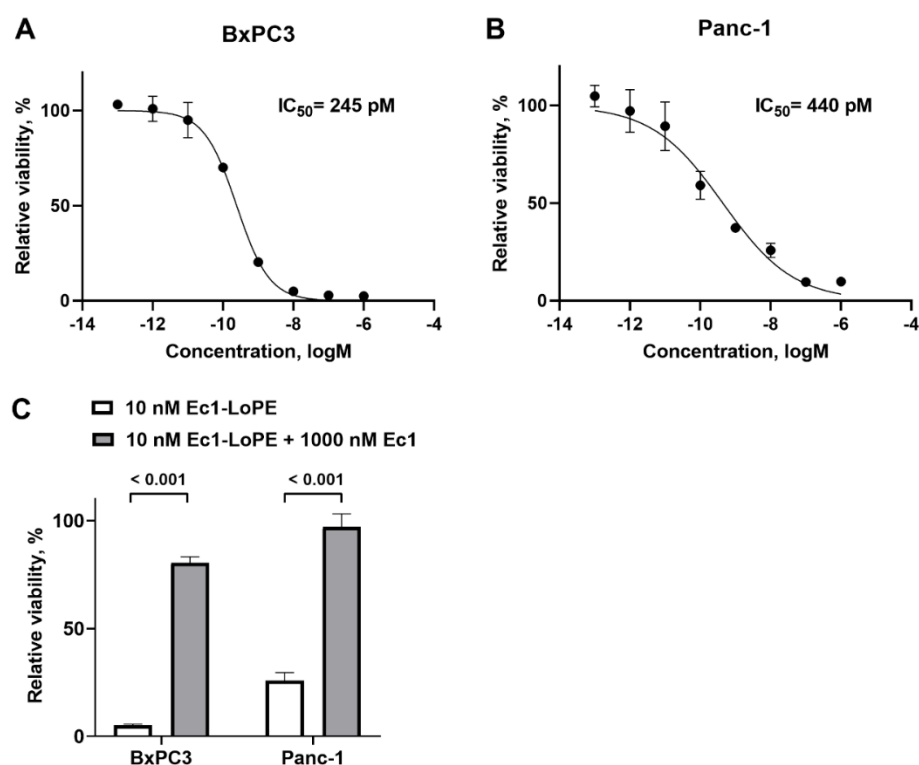 A
BxPC3
IC50= 245 pM
Relative viability, %
100
50
0
-14
-12
-10
-8
-6
-4
Concentration, logM
B
Panc-1
IC50= 440 pM
Relative viability, %
100
50
0
-14
-12
-10
-8
-6
-4
Concentration, logM
C
10 nM Ec1-LoPE
10 nM Ec1-LoPE + 1000 nM Ec1
< 0.001
< 0.001
Relative viability, %
100
50
0
BxPC3
Panc-1